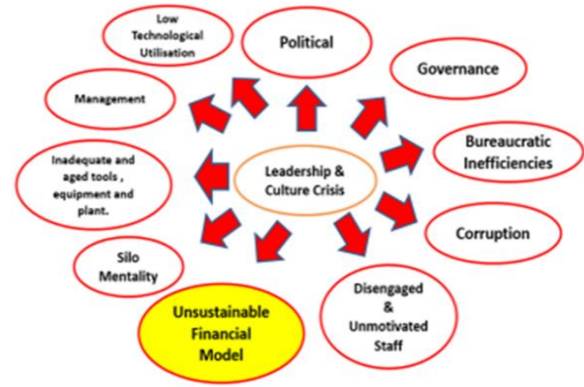 Low
Technological
Utilisation
Political
Governance
Management
Bureaucratic
Inefficiencies
Inadequate and
aged tools ,
equipment and
plant.
Leadership &
Culture Crisis
Corruption
Silo
Mentality
Unsustainable
Financial
Model
Disengaged
&
Unmotivated
Staff